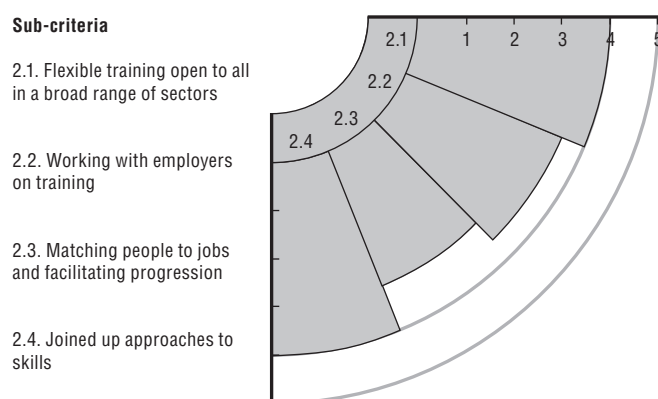 Sub-criteria
2.1. Flexible training open to all
in a broad range of sectors
2.2. Working with employers
on training
2.3. Matching people to jobs
and facilitating progression
2.4. Joined up approaches to
skills
2.1 1 2 3 4 5
2.2
2.3
2.4